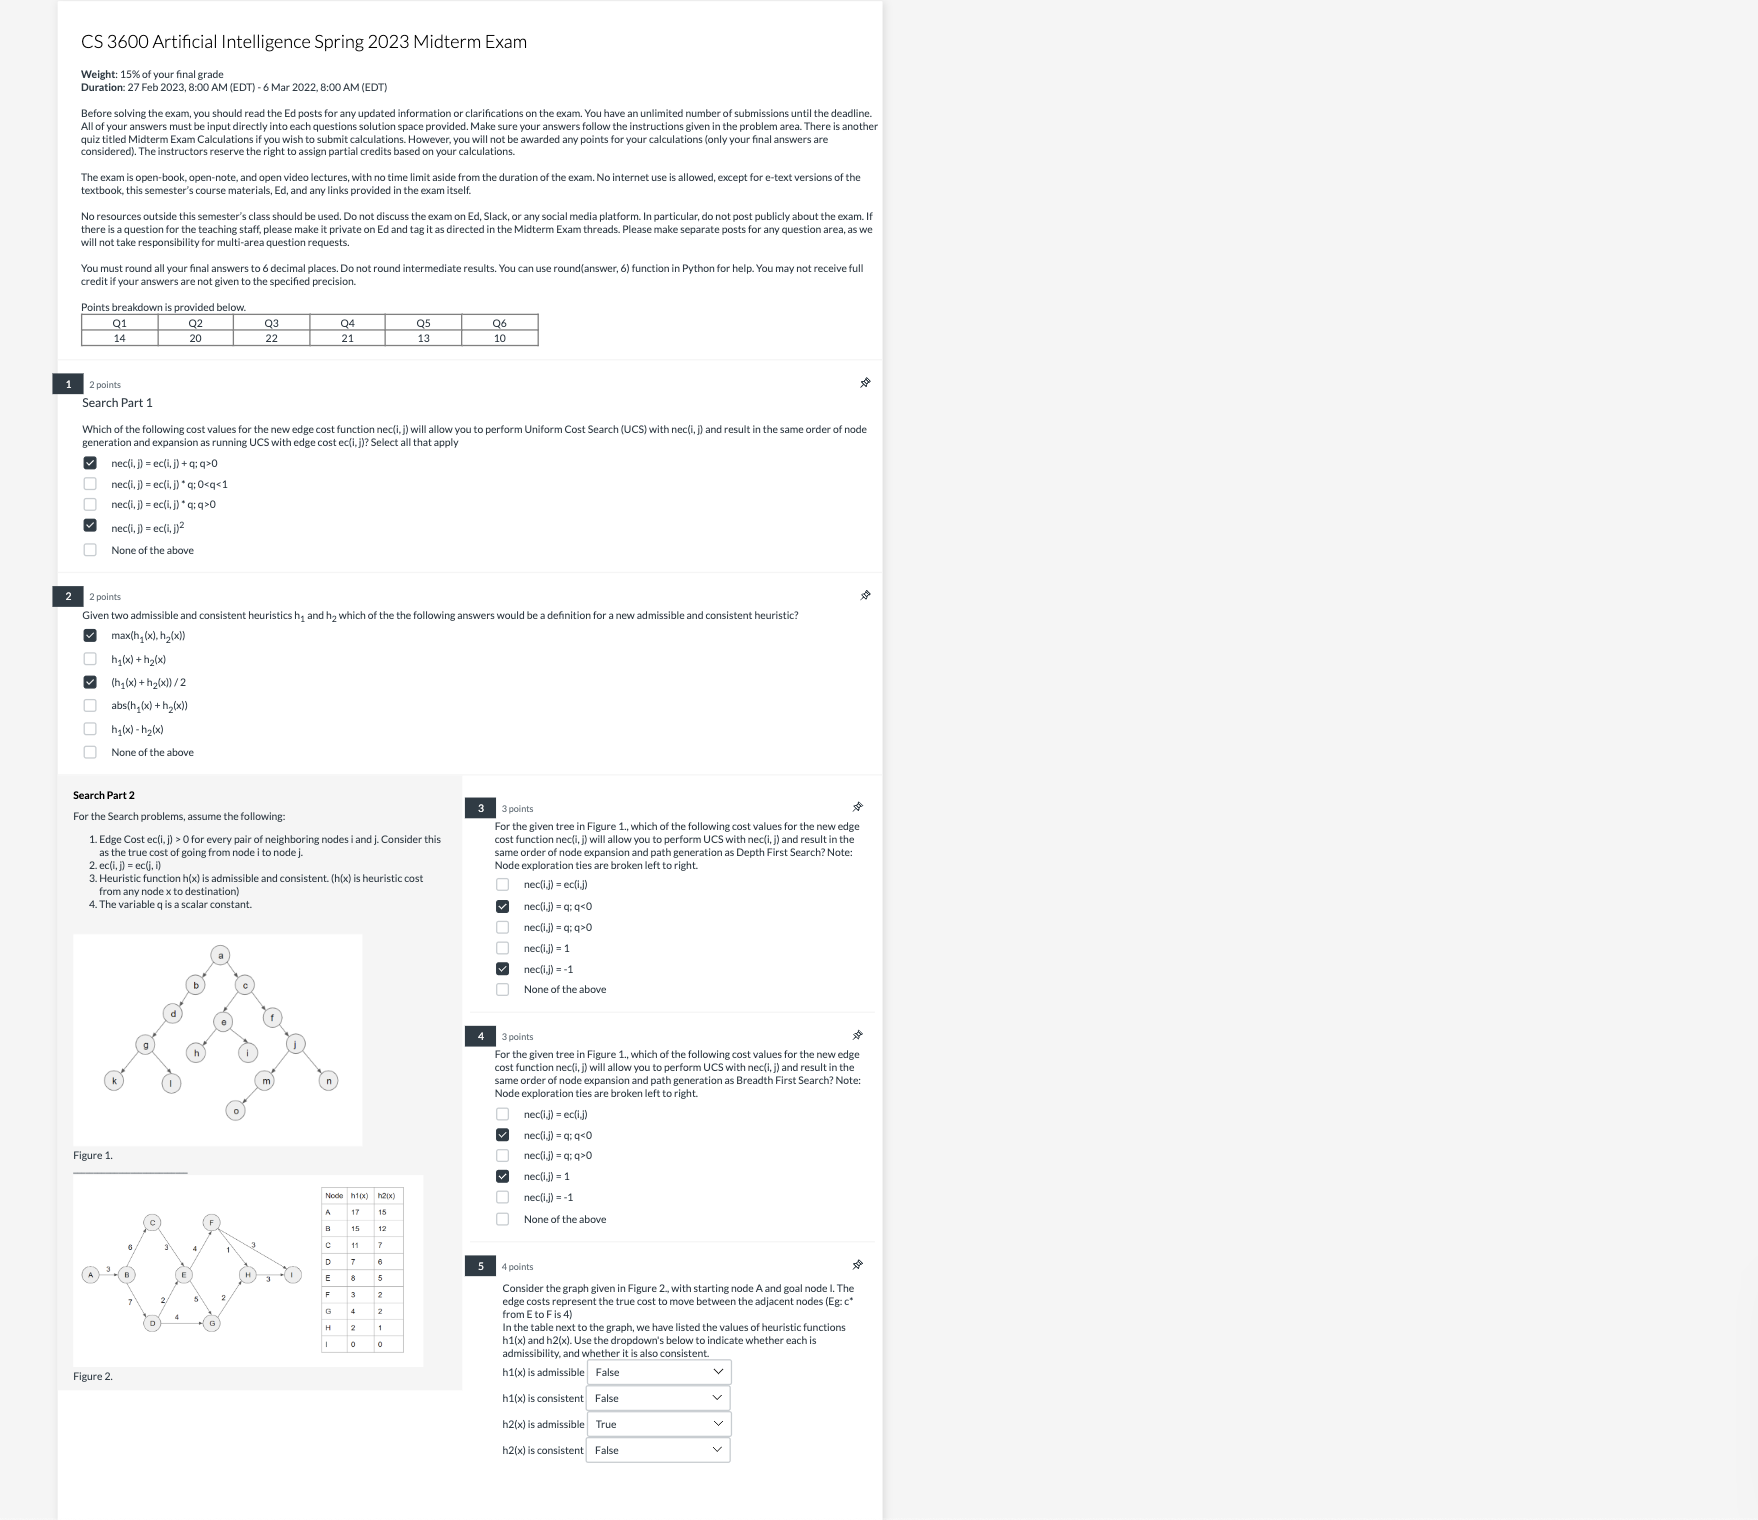 CS 3600 Artificial Intelligence Spring 2023 Midterm Exam
Weight: 15% of your final grade
Duration: 27 Feb 2023, 8:00 AM (EDT) - 6 Mar 2022, 8:00 AM (EDT)
Before solving the exam, you should read the Ed posts for any updated information or clarifications on the exam. You have an unlimited number of submissions until the deadline.
All of your answers must be input directly into each questions solution space provided. Make sure your answers follow the instructions given in the problem area. There is another
quiz titled Midterm Exam Calculations if you wish to submit calculations. However, you will not be awarded any points for your calculations (only your final answers are
considered). The instructors reserve the right to assign partial credits based on your calculations.
The exam is open-book, open-note, and open video lectures, with no time limit aside from the duration of the exam. No internet use is allowed, except for e-text versions of the
textbook, this semester's course materials, Ed, and any links provided in the exam itself.
No resources outside this semester's class should be used. Do not discuss the exam on Ed, Slack, or any social media platform. In particular, do not post publicly about the exam. If
there is a question for the teaching staff, please make it private on Ed and tag it as directed in the Midterm Exam threads. Please make separate posts for any question area, as we
will not take responsibility for multi-area question requests.
You must round all your final answers to 6 decimal places. Do not round intermediate results. You can use round(answer, 6) function in Python for help. You may not receive full
credit if your answers are not given to the specified precision.
Points breakdown is provided below.
Q1 Q2 Q3 Q4 Q5 Q6
14 20 22 21 13 10
1 2 points
Search Part 1
Which of the following cost values for the new edge cost function nec(i, j) will allow you to perform Uniform Cost Search (UCS) with nec(i, j) and result in the same order of node
generation and expansion as running UCS with edge cost ec(i, j)? Select all that apply
nec(i, j) = ec(i, j) + q; q>0
nec(i, j) = ec(i, j) * q; 0<q<1
nec(i, j) = ec(i, j) * q; q>0
nec(i, j) = ec(i, j)²
None of the above
2 2 points
Given two admissible and consistent heuristics h₁ and h₂ which of the the following answers would be a definition for a new admissible and consistent heuristic?
max(h₁(x), h₂(x))
h₁(x) + h₂(x)
(h₁(x) + h₂(x)) / 2
abs(h₁(x) + h₂(x))
h₁(x) - h₂(x)
None of the above
Search Part 2
For the Search problems, assume the following:
1. Edge Cost ec(i, j) > 0 for every pair of neighboring nodes i and j. Consider this
as the true cost of going from node i to node j.
2. ec(i, j) = ec(j, i)
3. Heuristic function h(x) is admissible and consistent. (h(x) is heuristic cost
from any node x to destination)
4. The variable q is a scalar constant.
a
b c
d e f
g h i j
k l m n
o
Figure 1.
C F
6 3 4 1 3
A 3 B E H 3 I
7 2 5 2
D 4 G
Node h1(x) h2(x)
A 17 15
B 15 12
C 11 7
D 7 6
E 8 5
F 3 2
G 4 2
H 2 1
I 0 0
Figure 2.
3 3 points
For the given tree in Figure 1., which of the following cost values for the new edge
cost function nec(i, j) will allow you to perform UCS with nec(i, j) and result in the
same order of node expansion and path generation as Depth First Search? Note:
Node exploration ties are broken left to right.
nec(i,j) = ec(i,j)
nec(i,j) = q; q<0
nec(i,j) = q; q>0
nec(i,j) = 1
nec(i,j) = -1
None of the above
4 3 points
For the given tree in Figure 1., which of the following cost values for the new edge
cost function nec(i, j) will allow you to perform UCS with nec(i, j) and result in the
same order of node expansion and path generation as Breadth First Search? Note:
Node exploration ties are broken left to right.
nec(i,j) = ec(i,j)
nec(i,j) = q; q<0
nec(i,j) = q; q>0
nec(i,j) = 1
nec(i,j) = -1
None of the above
5 4 points
Consider the graph given in Figure 2., with starting node A and goal node I. The
edge costs represent the true cost to move between the adjacent nodes (Eg: c*
from E to F is 4)
In the table next to the graph, we have listed the values of heuristic functions
h1(x) and h2(x). Use the dropdown's below to indicate whether each is
admissibility, and whether it is also consistent.
h1(x) is admissible False
h1(x) is consistent False
h2(x) is admissible True
h2(x) is consistent False